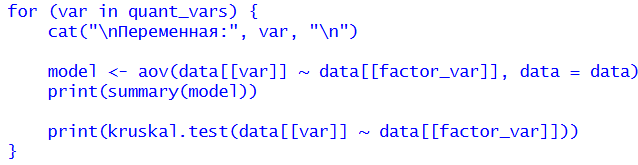 for (var in quant_vars) {
    cat("\nПеременная:", var, "\n")
    model <- aov(data[[var]] ~ data[[factor_var]], data = data)
    print(summary(model))
    print(kruskal.test(data[[var]] ~ data[[factor_var]]))
}